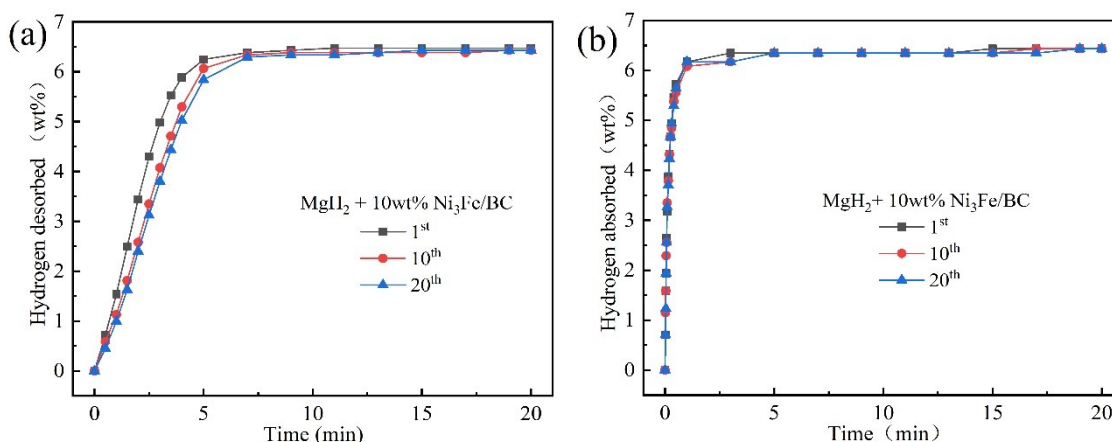 (a)
Hydrogen desorbed（wt%）
7
6
5
4
3
2
1
0
MgH₂ + 10wt% Ni₃Fe/BC
1ˢᵗ
10ᵗʰ
20ᵗʰ
0 5 10 15 20
Time (min)
(b)
Hydrogen absorbed（wt%）
7
6
5
4
3
2
1
0
MgH₂+ 10wt% Ni₃Fe/BC
1ˢᵗ
10ᵗʰ
20ᵗʰ
0 5 10 15 20
Time（min）